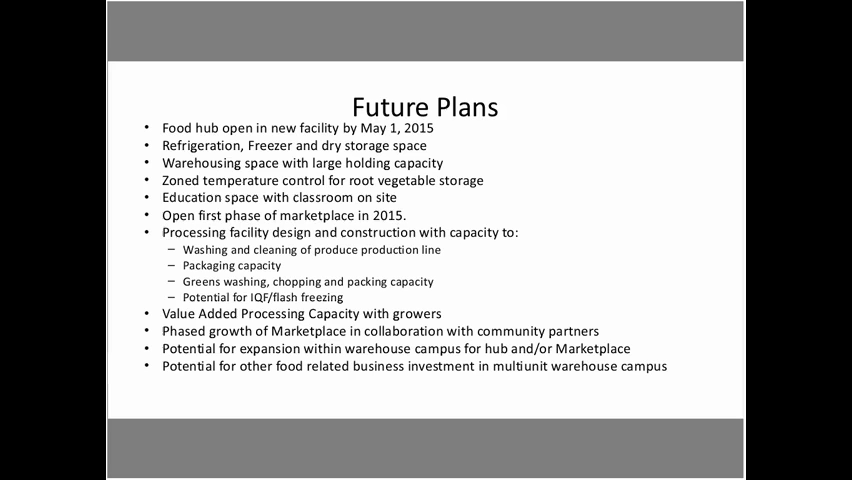 Future Plans
• Food hub open in new facility by May 1, 2015
• Refrigeration, Freezer and dry storage space
• Warehousing space with large holding capacity
• Zoned temperature control for root vegetable storage
• Education space with classroom on site
• Open first phase of marketplace in 2015.
• Processing facility design and construction with capacity to:
– Washing and cleaning of produce production line
– Packaging capacity
– Greens washing, chopping and packing capacity
– Potential for IQF/flash freezing
• Value Added Processing Capacity with growers
• Phased growth of Marketplace in collaboration with community partners
• Potential for expansion within warehouse campus for hub and/or Marketplace
• Potential for other food related business investment in multiunit warehouse campus